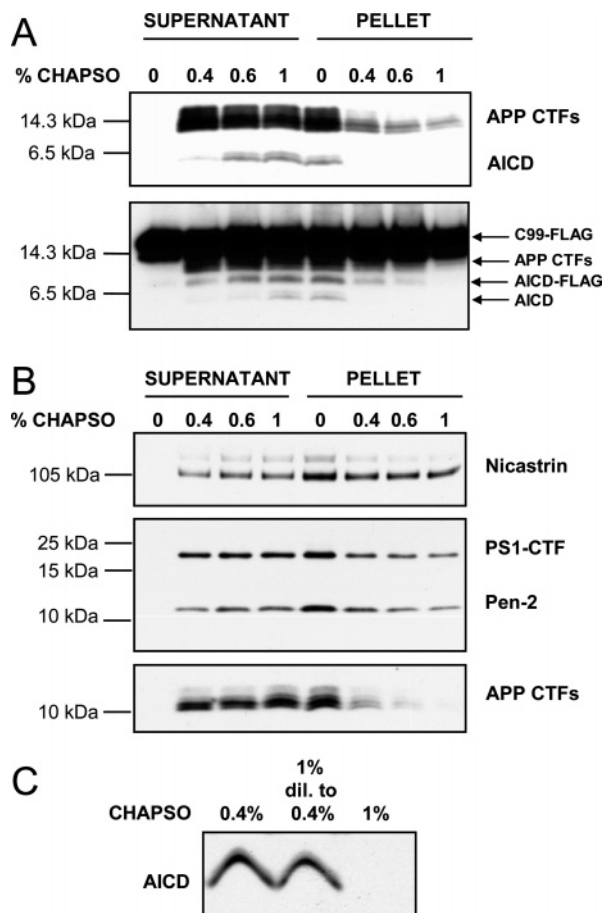 A
SUPERNATANT PELLET
% CHAPSO 0 0.4 0.6 1 0 0.4 0.6 1
14.3 kDa
6.5 kDa
APP CTFs
AICD
14.3 kDa
6.5 kDa
C99-FLAG
APP CTFs
AICD-FLAG
AICD
B
SUPERNATANT PELLET
% CHAPSO 0 0.4 0.6 1 0 0.4 0.6 1
105 kDa
Nicastrin
25 kDa
15 kDa
10 kDa
PS1-CTF
Pen-2
10 kDa
APP CTFs
C
1%
dil. to
CHAPSO 0.4% 0.4% 1%
AICD